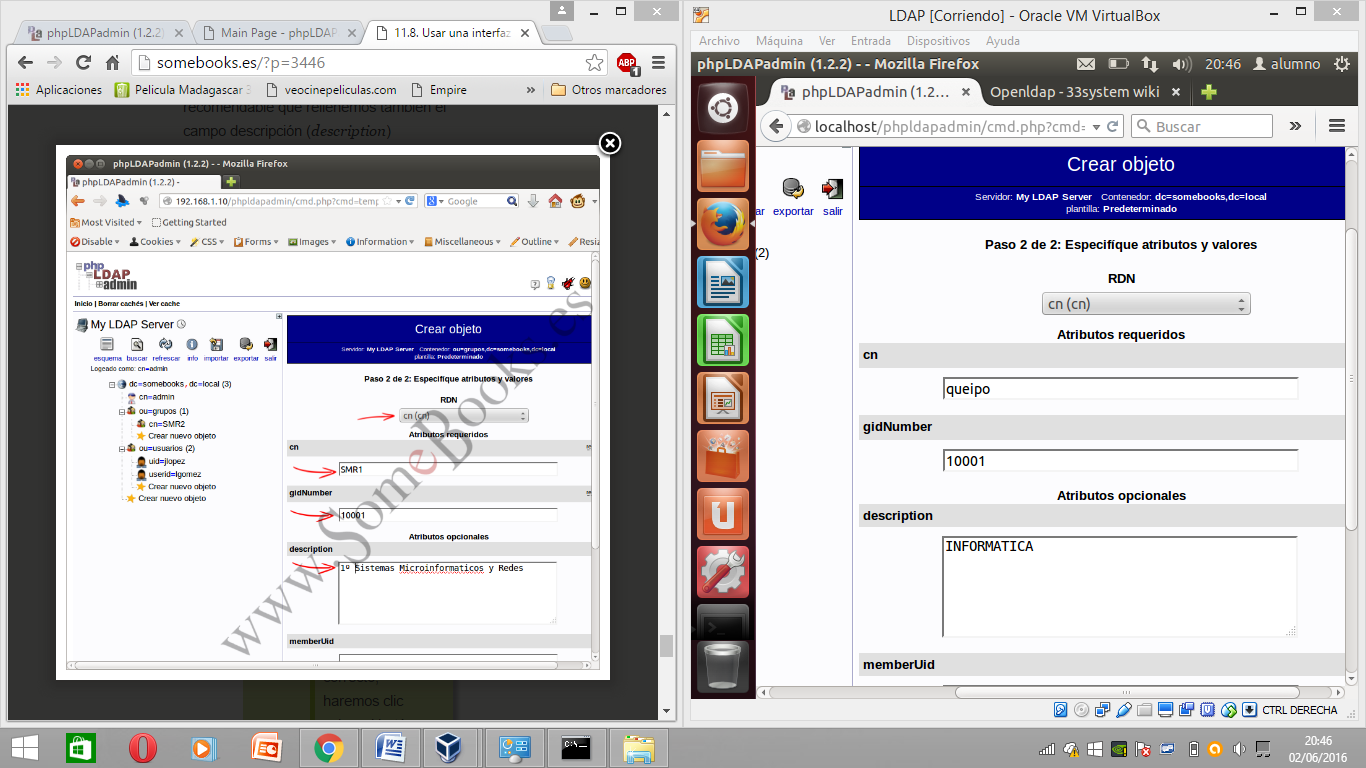 phpLDAPadmin (1.2.2)
Main Page - phpLDAP
11.8. Usar una interfaz
somebooks.es/?p=3446
ABP
1
Aplicaciones
Pelicula Madagascar
veocinepeliculas.com
Empire
»
Otros marcadores
recomendable que rellenemos también el
campo descripción (description)
phpLDAPadmin (1.2.2) - - Mozilla Firefox
phpLDAPadmin (1.2.2) -
192.168.1.10/phpldapadmin/cmd.php?cmd=temp
Google
Most Visited
Getting Started
Disable
Cookies
CSS
Forms
Images
Information
Miscellaneous
Outline
Resiz
php
LDAP
admin
Inicio | Borrar cachés | Ver cache
My LDAP Server
esquema buscar refrescar info importar exportar salir
Logeado como: cn=admin
dc=somebooks, dc=local (3)
cn=admin
ou=grupos (1)
cn=SMR2
Crear nuevo objeto
ou=usuarios (2)
uid=jlopez
userid=lgomez
Crear nuevo objeto
Crear nuevo objeto
Crear objeto
Servidor: My LDAP Server Contenedor: ou=grupos,dc=somebooks,dc=local
plantilla: Predeterminado
Paso 2 de 2: Especifique atributos y valores
RDN
cn (cn)
Atributos requeridos
cn
SMR1
gidNumber
10001
Atributos opcionales
description
1º Sistemas Microinformaticos y Redes
memberUid
www.SomeBooks.es
haremos clic
LDAP [Corriendo] - Oracle VM VirtualBox
Archivo Máquina Ver Entrada Dispositivos Ayuda
phpLDAPadmin (1.2.2) - - Mozilla Firefox
20:46
alumno
phpLDAPadmin (1.2...
Openldap - 33system wiki
localhost/phpldapadmin/cmd.php?cmd=
Buscar
»
ar exportar salir
(2)
Crear objeto
Servidor: My LDAP Server Contenedor: dc=somebooks,dc=local
plantilla: Predeterminado
Paso 2 de 2: Especifique atributos y valores
RDN
cn (cn)
Atributos requeridos
cn
queipo
gidNumber
10001
Atributos opcionales
description
INFORMATICA
memberUid
CTRL DERECHA
20:46
02/06/2016